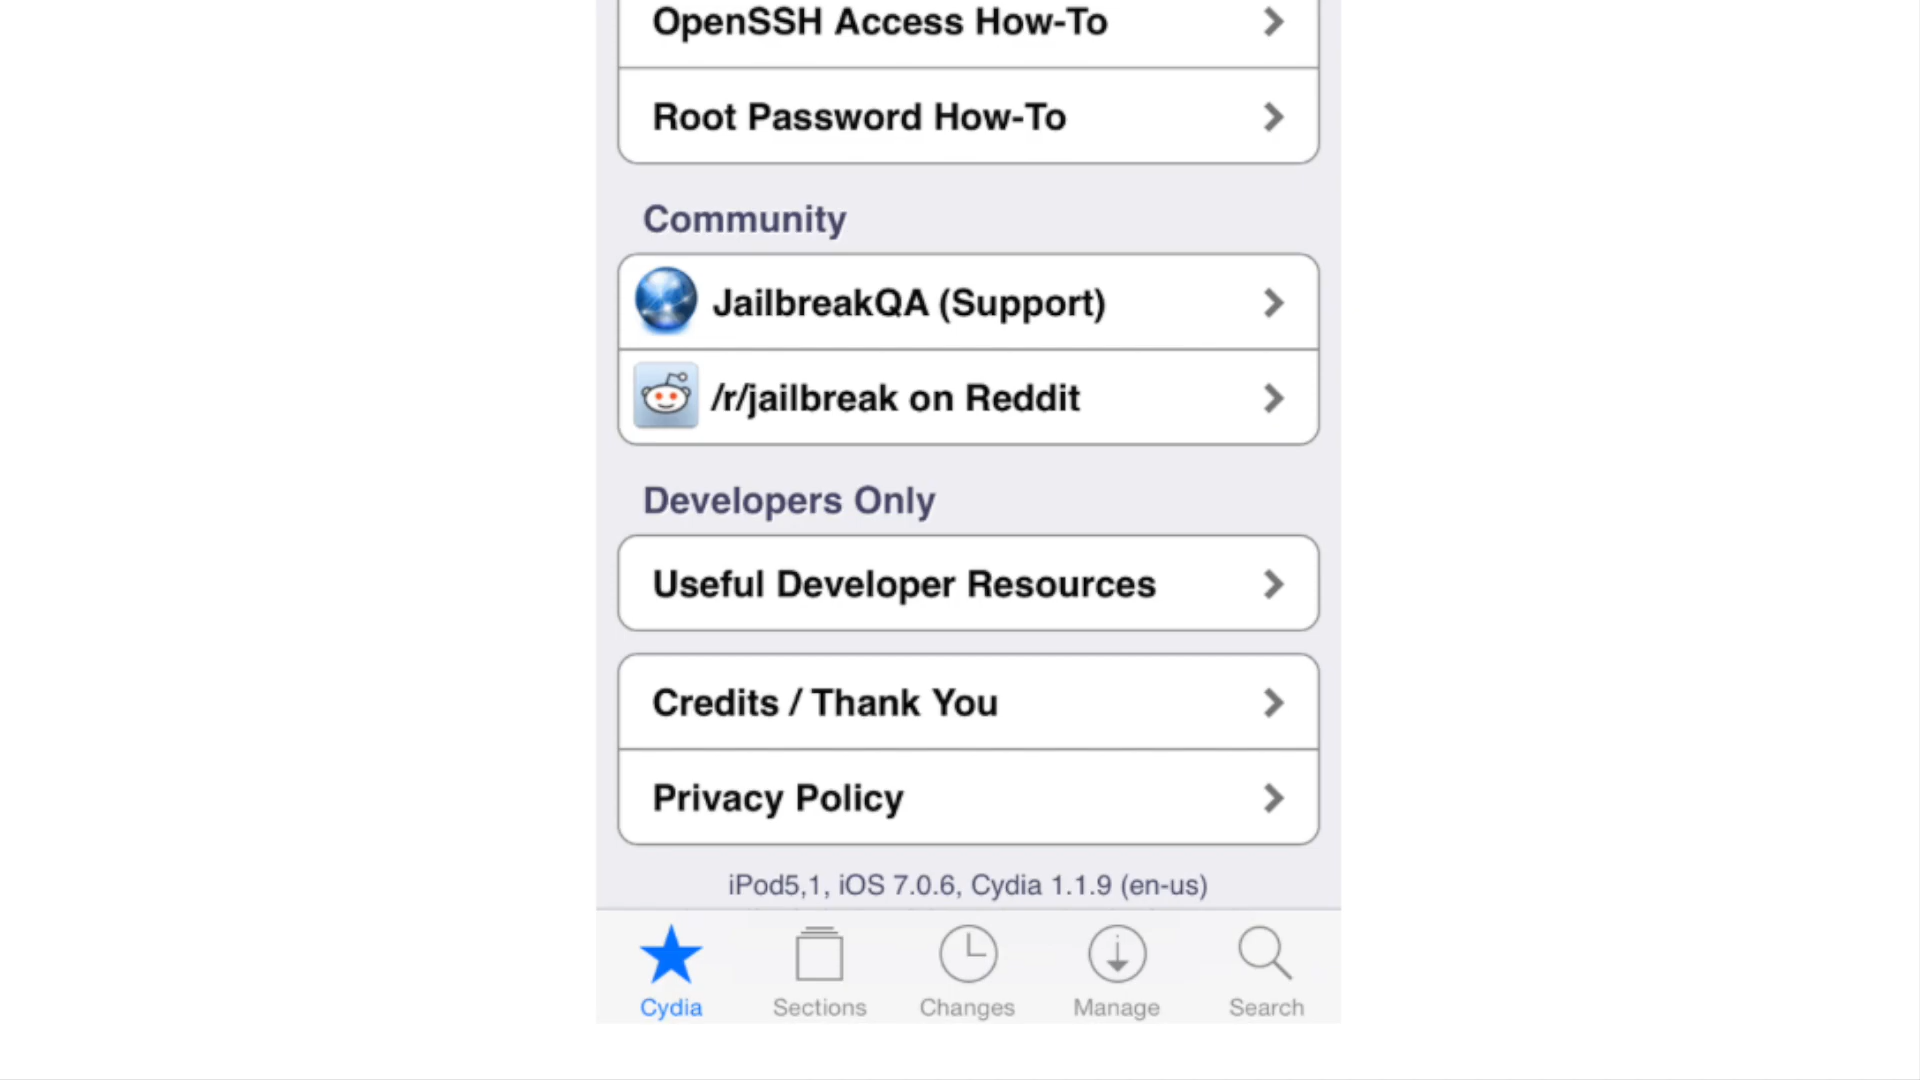 OpenSSH Access How-To
Root Password How-To
Community
JailbreakQA (Support)
/r/jailbreak on Reddit
Developers Only
Useful Developer Resources
Credits / Thank You
Privacy Policy
iPod5,1, iOS 7.0.6, Cydia 1.1.9 (en-us)
Cydia
Sections
Changes
Manage
Search